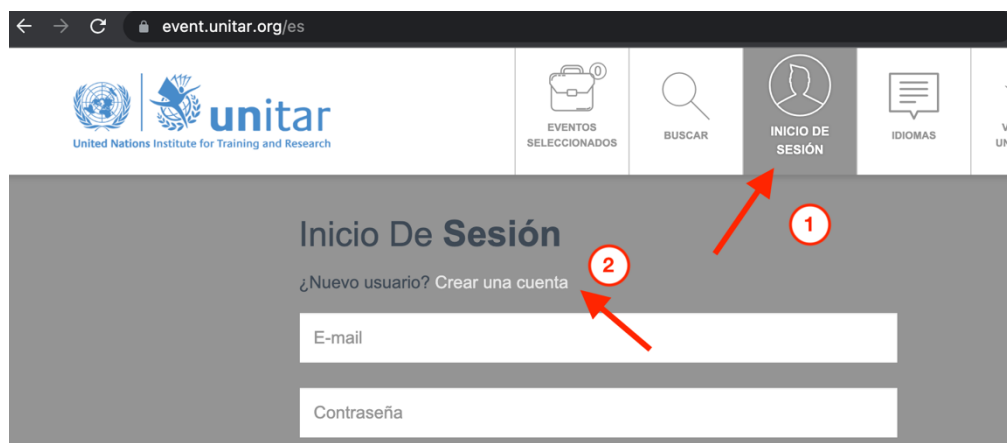 event.unitar.org/es
unitar
United Nations Institute for Training and Research
0
EVENTOS
SELECCIONADOS
BUSCAR
INICIO DE
SESIÓN
IDIOMAS
1
Inicio De Sesión
2
¿Nuevo usuario? Crear una cuenta
E-mail
Contraseña